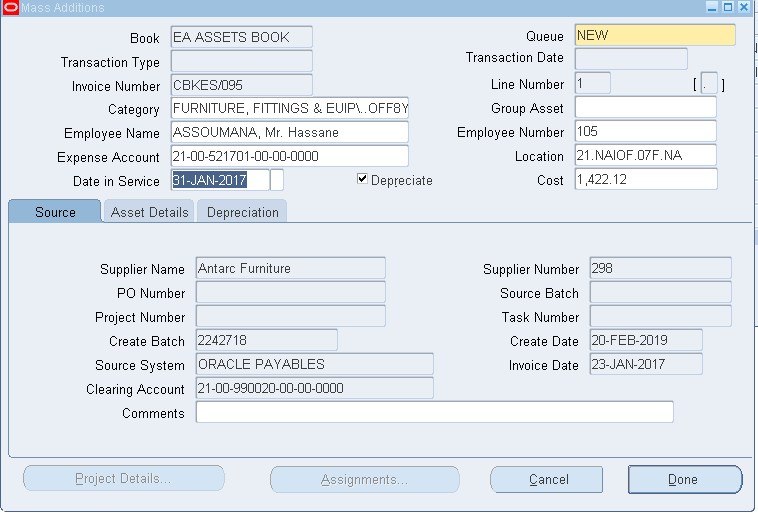 Mass Additions
Book EA ASSETS BOOK Queue NEW
Transaction Type Transaction Date
Invoice Number CBKES/095 Line Number 1 [ . ]
Category FURNITURE, FITTINGS & EUIP\..OFF8Y Group Asset
Employee Name ASSOUMANA, Mr. Hassane Employee Number 105
Expense Account 21-00-521701-00-00-0000 Location 21.NAIOF.07F.NA
Date in Service 31-JAN-2017 Depreciate Cost 1,422.12
Source Asset Details Depreciation
Supplier Name Antarc Furniture Supplier Number 298
PO Number Source Batch
Project Number Task Number
Create Batch 2242718 Create Date 20-FEB-2019
Source System ORACLE PAYABLES Invoice Date 23-JAN-2017
Clearing Account 21-00-990020-00-00-0000
Comments
Project Details... Assignments... Cancel Done